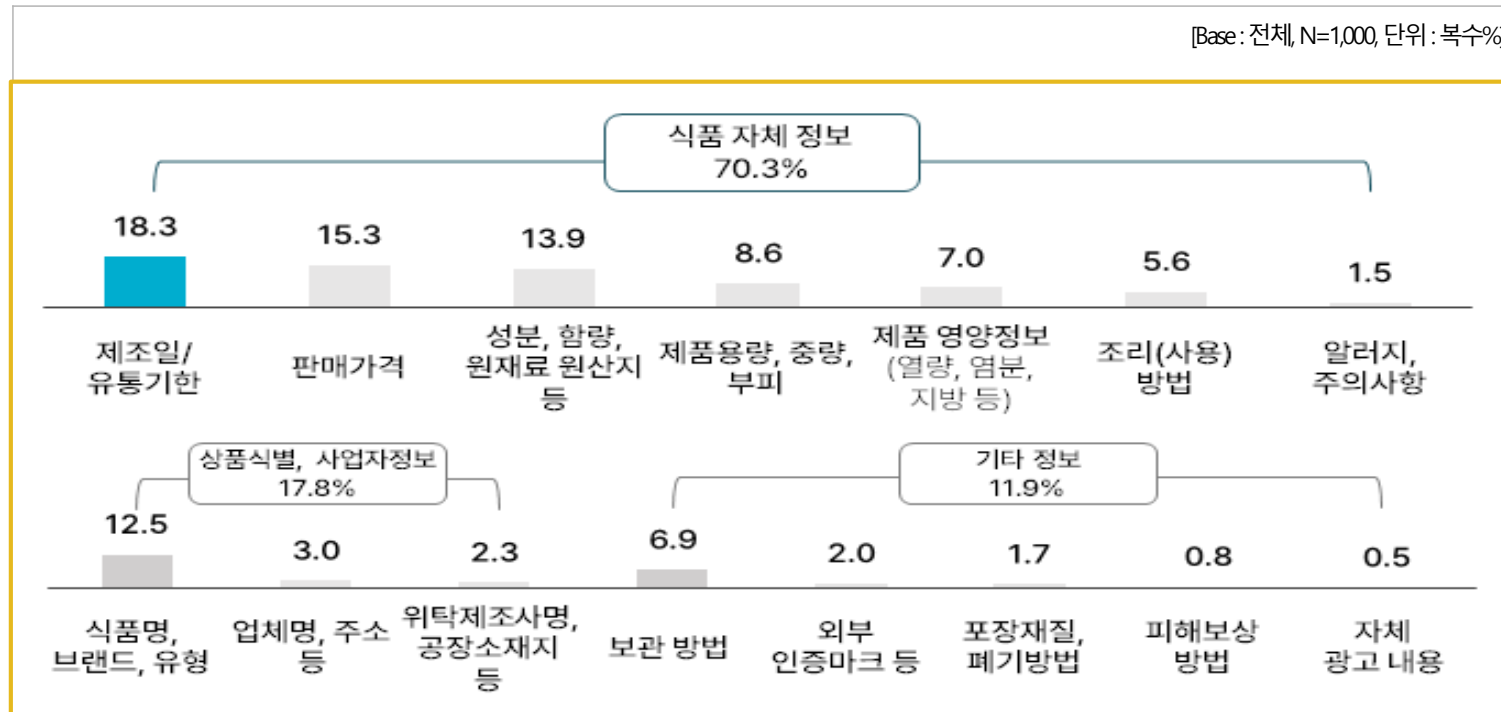 [Base : 전체, N=1,000, 단위 : 복수%]
식품 자체 정보
70.3%
18.3
15.3
13.9
8.6
7.0
5.6
1.5
제조일/
유통기한
판매가격
성분, 함량,
원재료 원산지
등
제품용량, 중량,
부피
제품 영양정보
(열량, 염분,
지방 등)
조리(사용)
방법
알러지,
주의사항
상품식별, 사업자정보
17.8%
기타 정보
11.9%
12.5
3.0
2.3
6.9
2.0
1.7
0.8
0.5
식품명,
브랜드, 유형
업체명, 주소
등
위탁제조사명,
공장소재지
등
보관 방법
외부
인증마크 등
포장재질,
폐기방법
피해보상
방법
자체
광고 내용